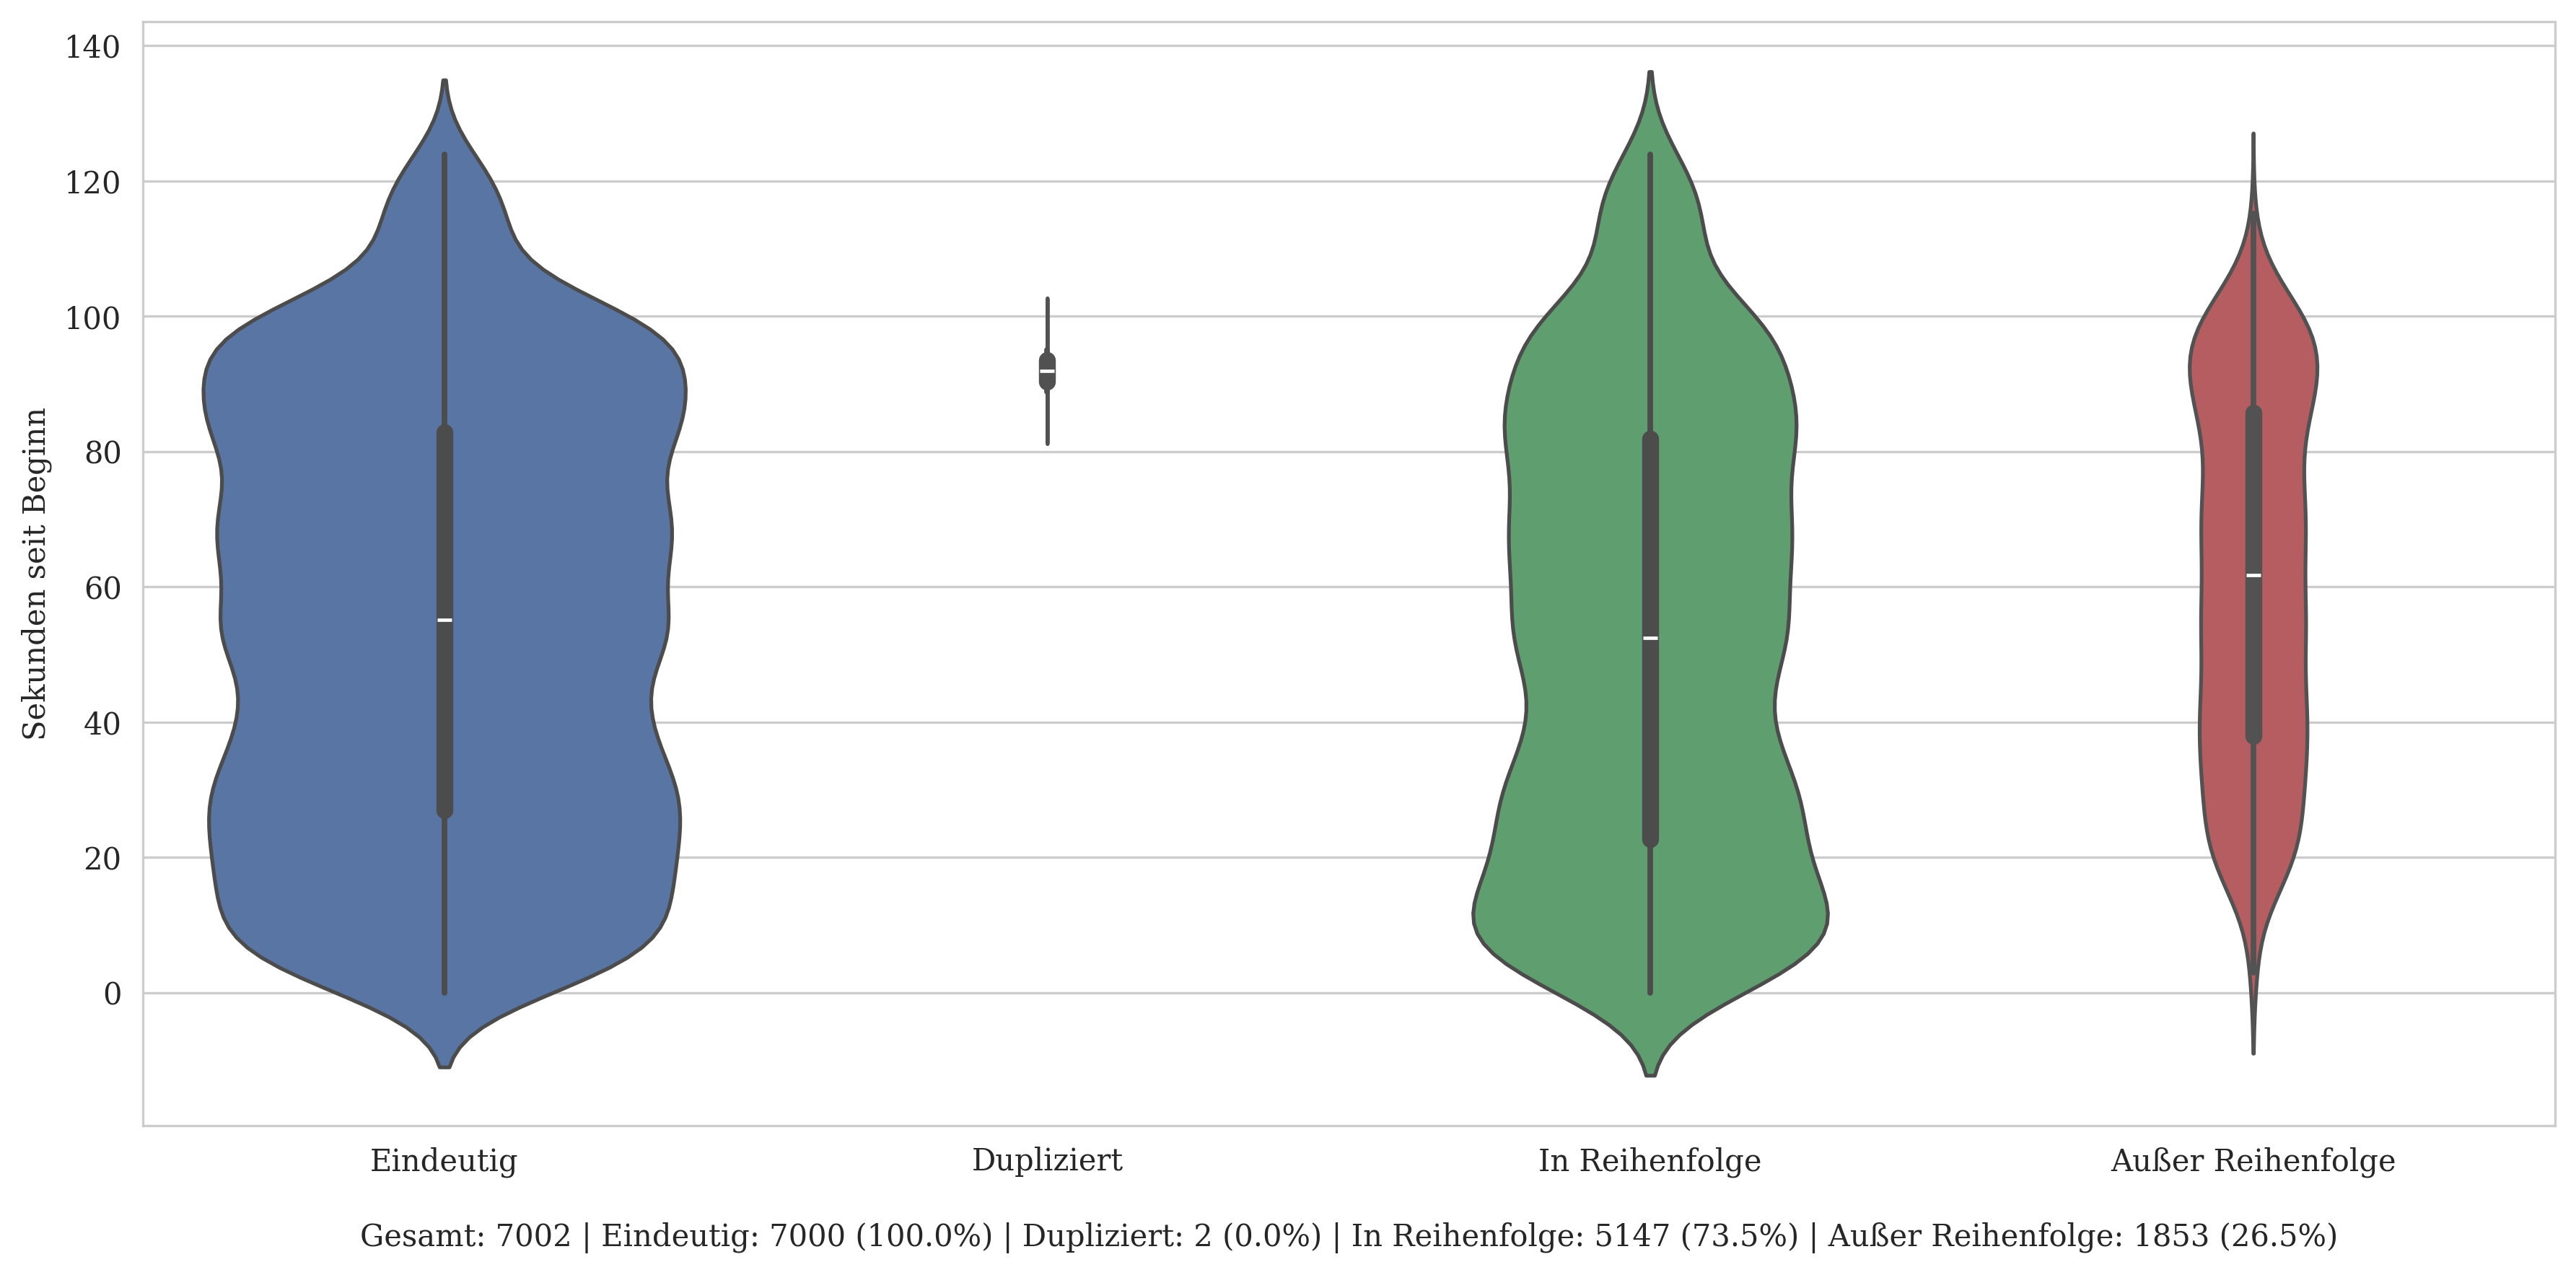 140
120
100
80
60
40
20
0
Sekunden seit Beginn
Eindeutig
Dupliziert
In Reihenfolge
Außer Reihenfolge
Gesamt: 7002 | Eindeutig: 7000 (100.0%) | Dupliziert: 2 (0.0%) | In Reihenfolge: 5147 (73.5%) | Außer Reihenfolge: 1853 (26.5%)